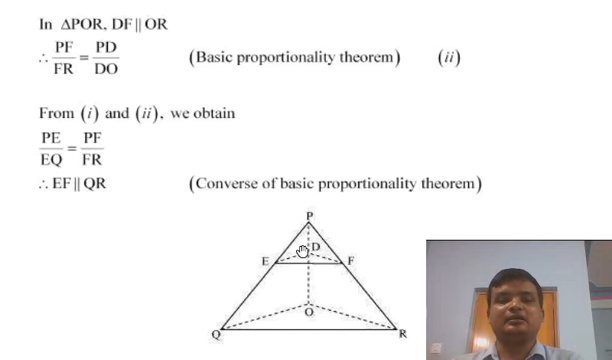 In ΔPOR, DF || OR
∴ PF/FR = PD/DO (Basic proportionality theorem) (ii)
From (i) and (ii), we obtain
PE/EQ = PF/FR
∴ EF || QR (Converse of basic proportionality theorem)
P
D
E F
O
Q R